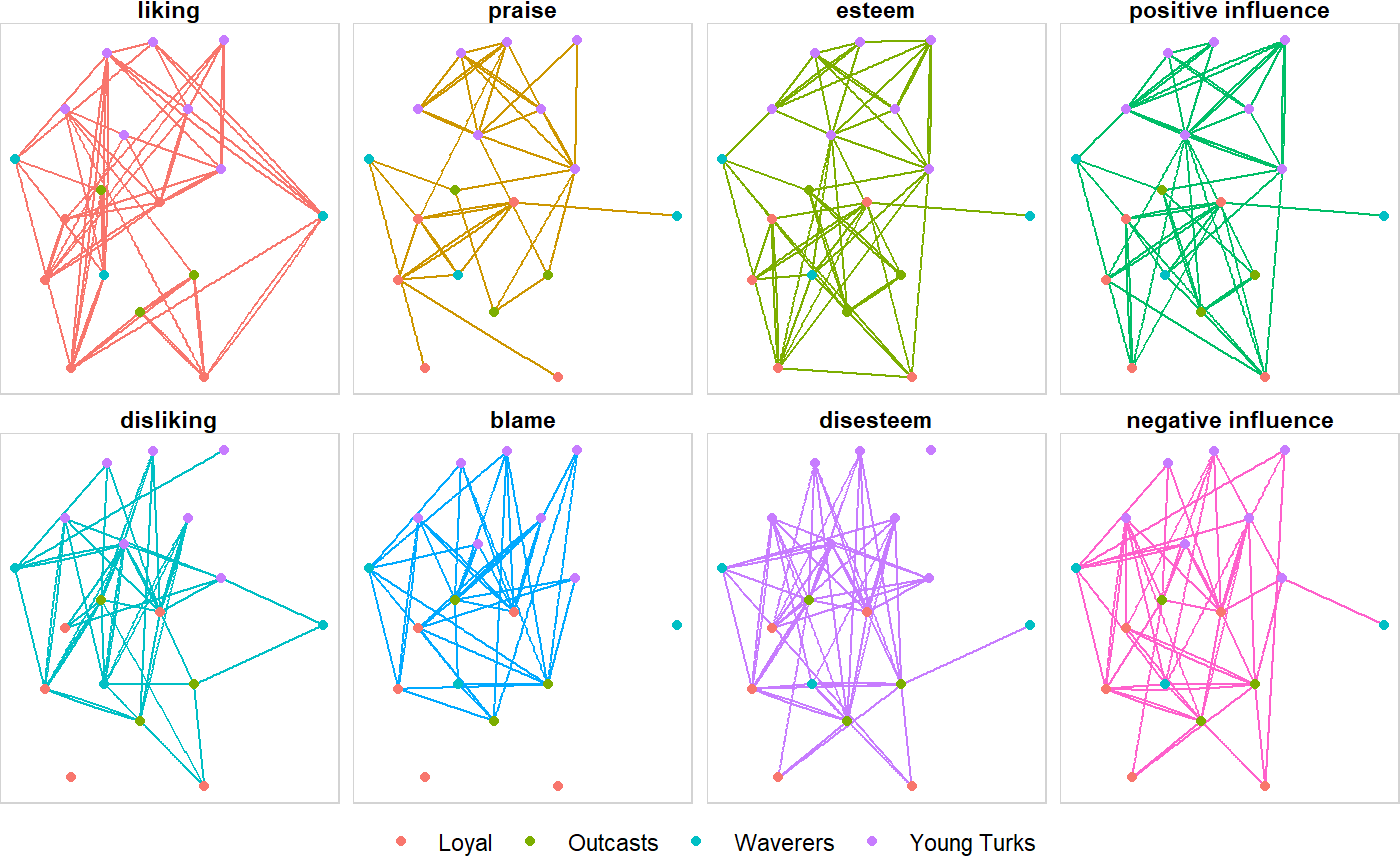 liking praise esteem positive influence
disliking blame disesteem negative influence
Loyal Outcasts Waverers Young Turks